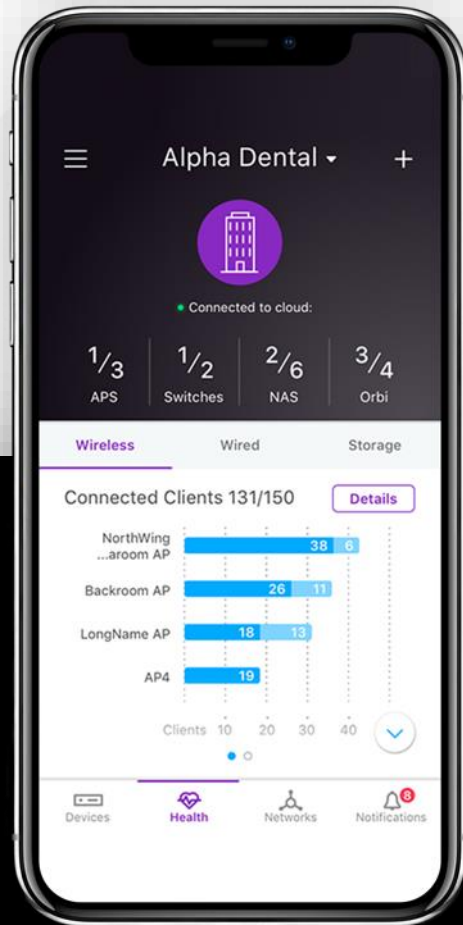 Alpha Dental
+
Connected to cloud:
1/3 1/2 2/6 3/4
APS Switches NAS Orbi
Wireless Wired Storage
Connected Clients 131/150 Details
NorthWing
...aroom AP 38 6
Backroom AP 26 11
LongName AP 18 13
AP4 19
Clients 10 20 30 40
8
Devices Health Networks Notifications